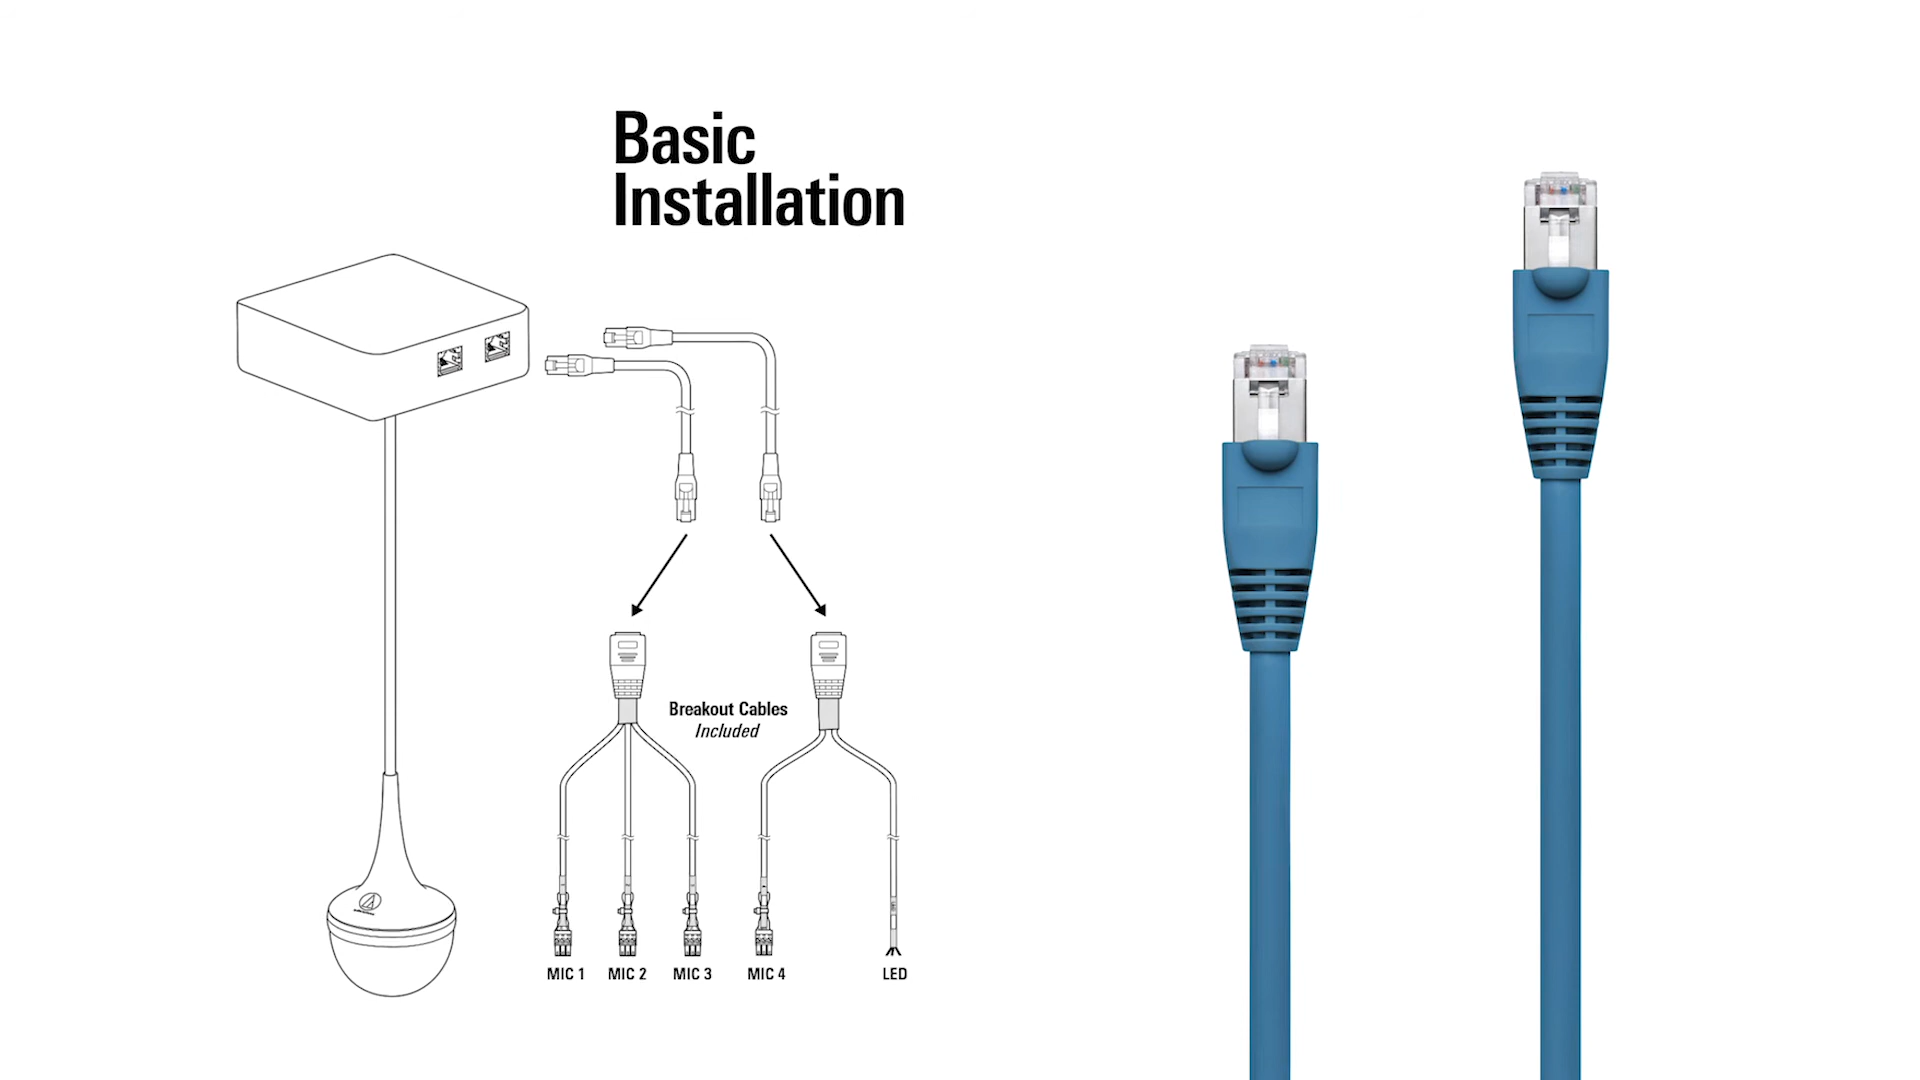 Basic
Installation
Breakout Cables
Included
MIC 1
MIC 2
MIC 3
MIC 4
LED